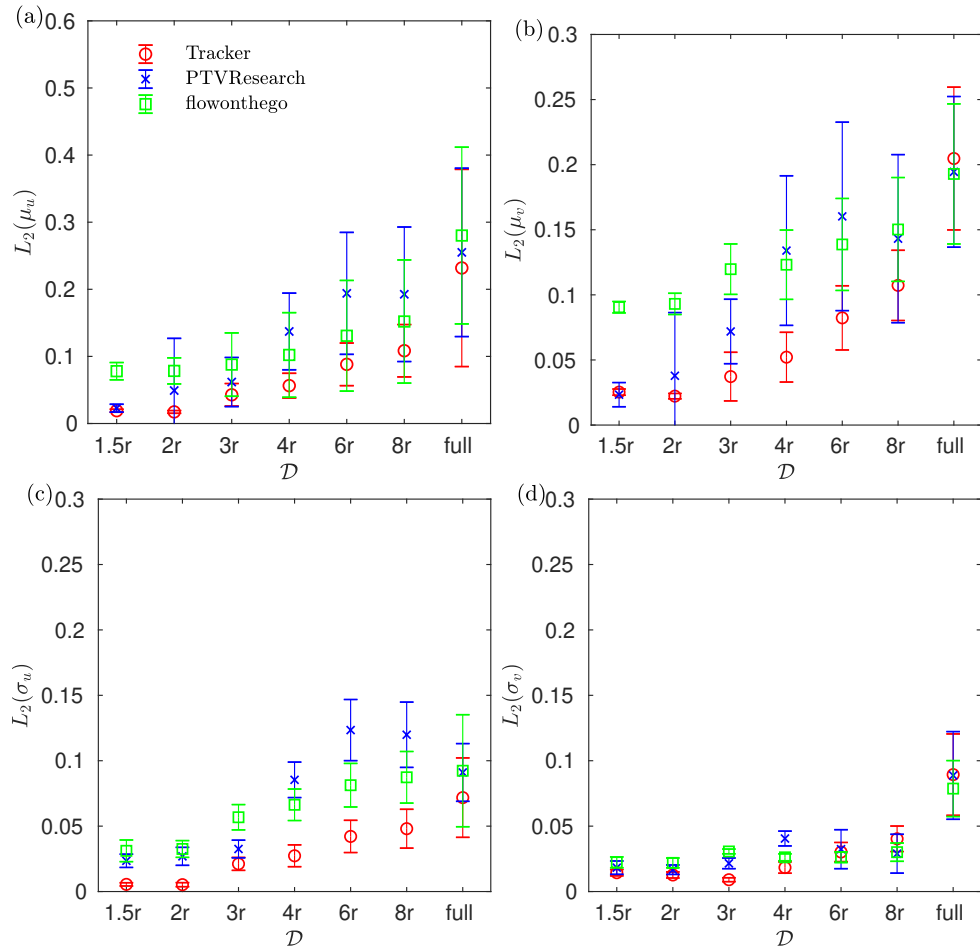 (a)
0.6
0.5
0.4
0.3
0.2
0.1
0
L₂(μᵤ)
Tracker
PTVResearch
flowonthego
1.5r 2r 3r 4r 6r 8r full
𝒟
(b)
0.3
0.25
0.2
0.15
0.1
0.05
0
L₂(μᵥ)
1.5r 2r 3r 4r 6r 8r full
𝒟
(c)
0.3
0.25
0.2
0.15
0.1
0.05
0
L₂(σᵤ)
1.5r 2r 3r 4r 6r 8r full
𝒟
(d)
0.3
0.25
0.2
0.15
0.1
0.05
0
L₂(σᵥ)
1.5r 2r 3r 4r 6r 8r full
𝒟